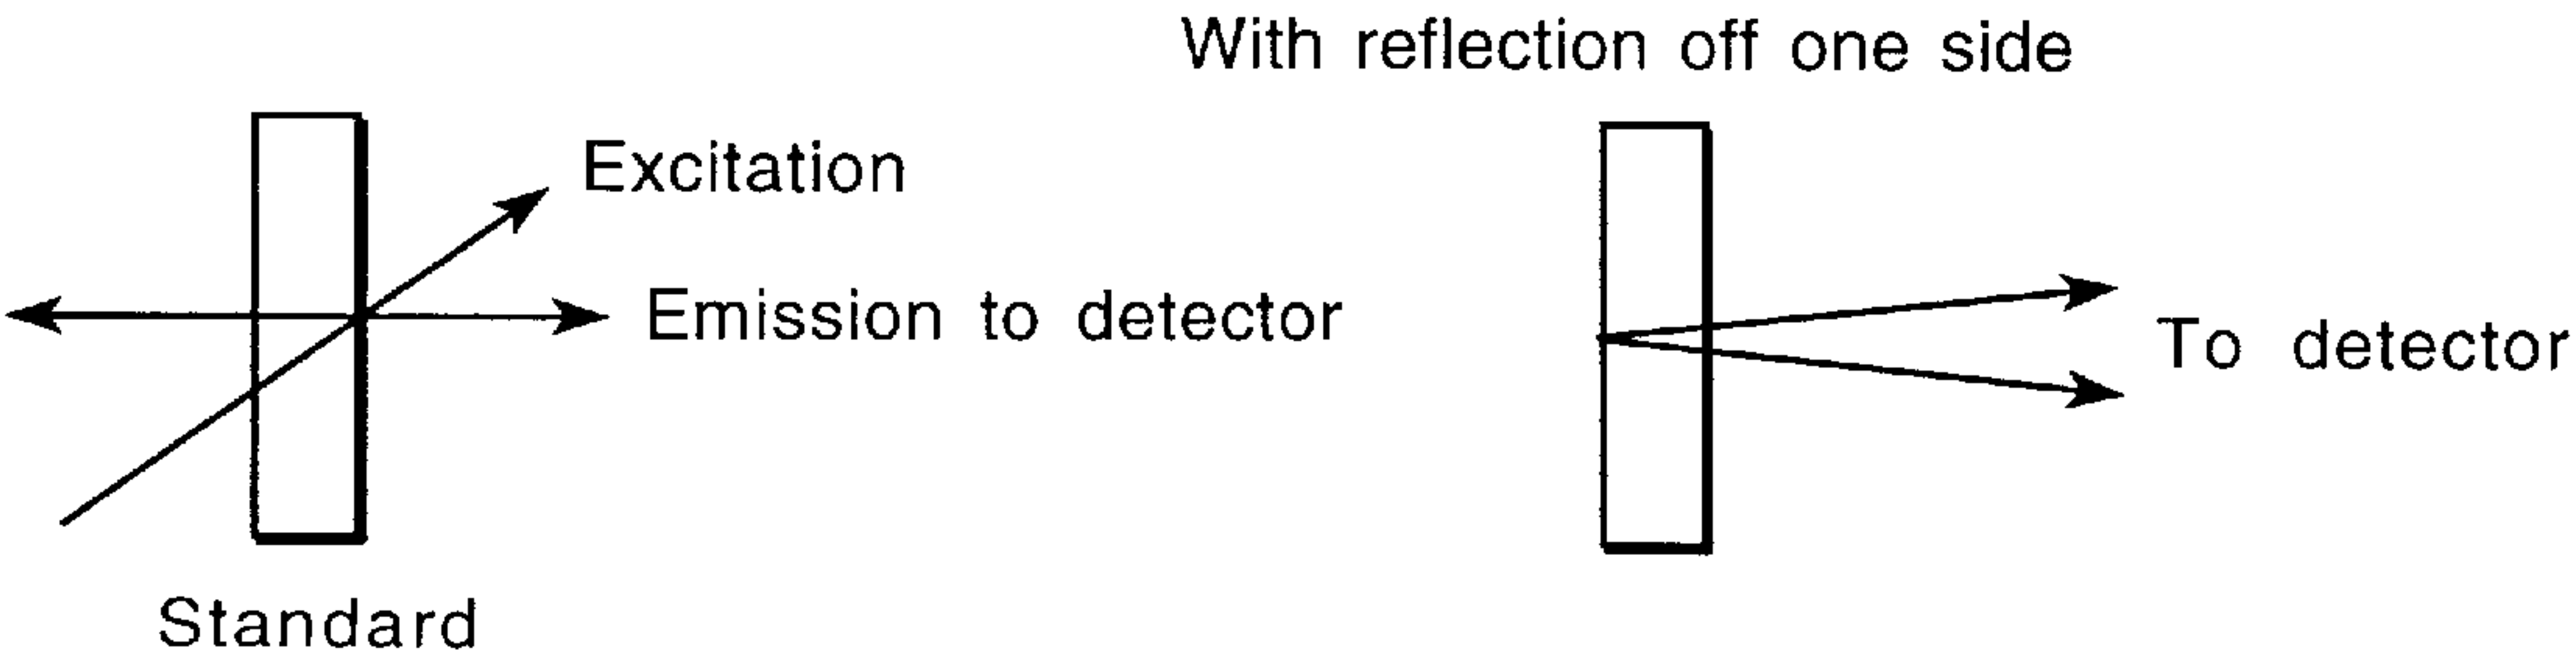 With reflection off one side
Excitation
Emission to detector
To detector
Standard